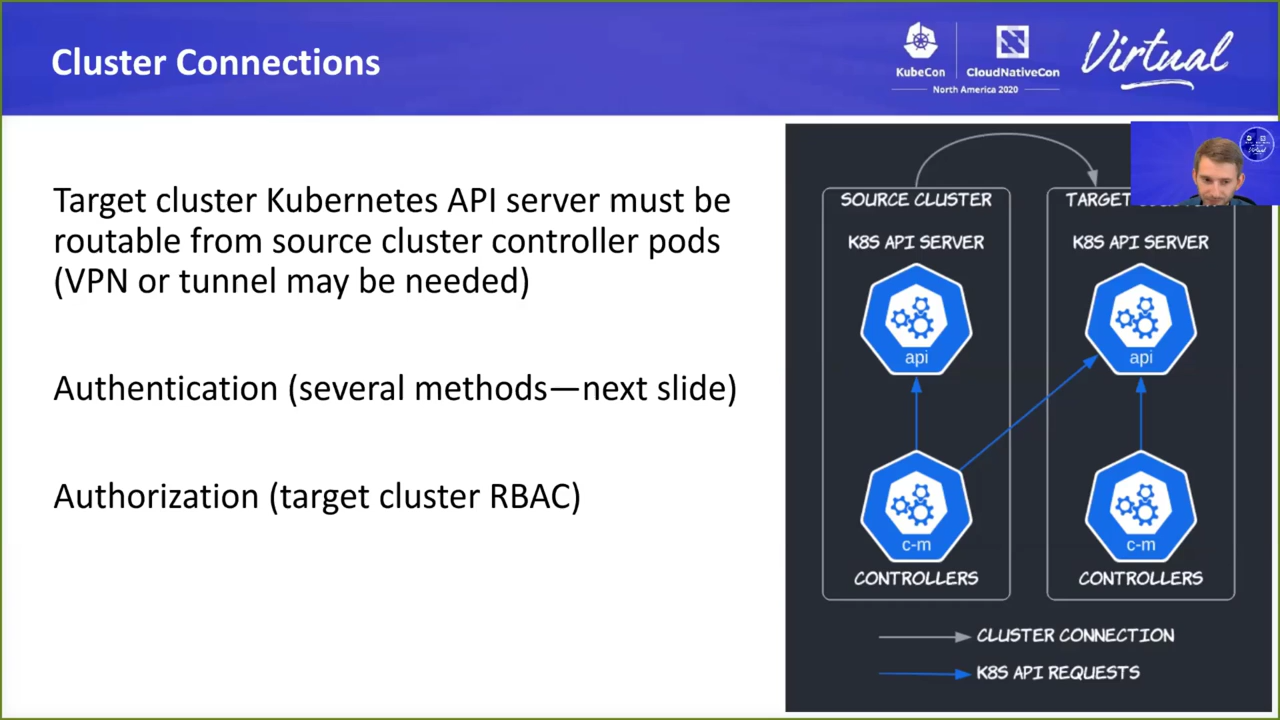 Cluster Connections
KubeCon
CloudNativeCon
North America 2020
Virtual
Target cluster Kubernetes API server must be
routable from source cluster controller pods
(VPN or tunnel may be needed)
Authentication (several methods—next slide)
Authorization (target cluster RBAC)
SOURCE CLUSTER
K8S API SERVER
api
c-m
CONTROLLERS
TARGET
K8S API SERVER
api
c-m
CONTROLLERS
CLUSTER CONNECTION
K8S API REQUESTS